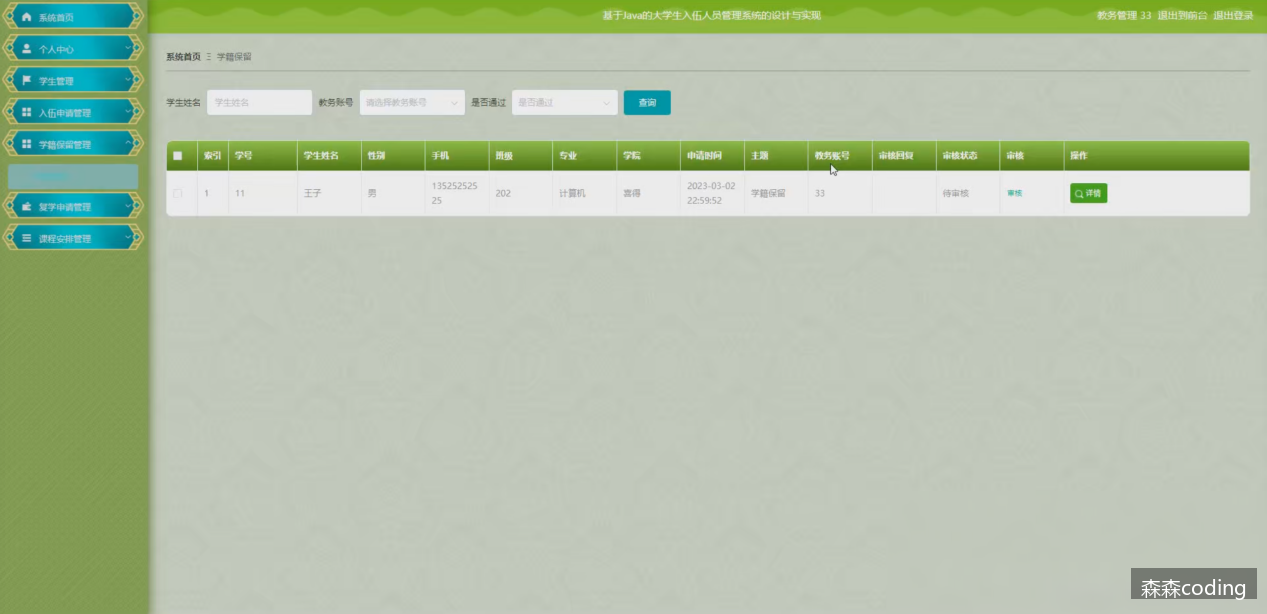 基于Java的大学生入伍人员管理系统的设计与实现
教务管理 33 退出到前台 退出登录
系统首页
个人中心
学生管理
入伍申请管理
学籍保留管理
复学申请管理
课程安排管理
系统首页 Ξ 学籍保留
学生姓名 学生姓名 教务账号 请选择教务账号 是否通过 是否通过 查询
索引 学号 学生姓名 性别 手机 班级 专业 学院 申请时间 主题 教务账号 审核回复 审核状态 审核 操作
1 11 王子 男 13525252525 202 计算机 富得 2023-03-02 22:59:52 学籍保留 33 待审核 审核 详情
森森coding